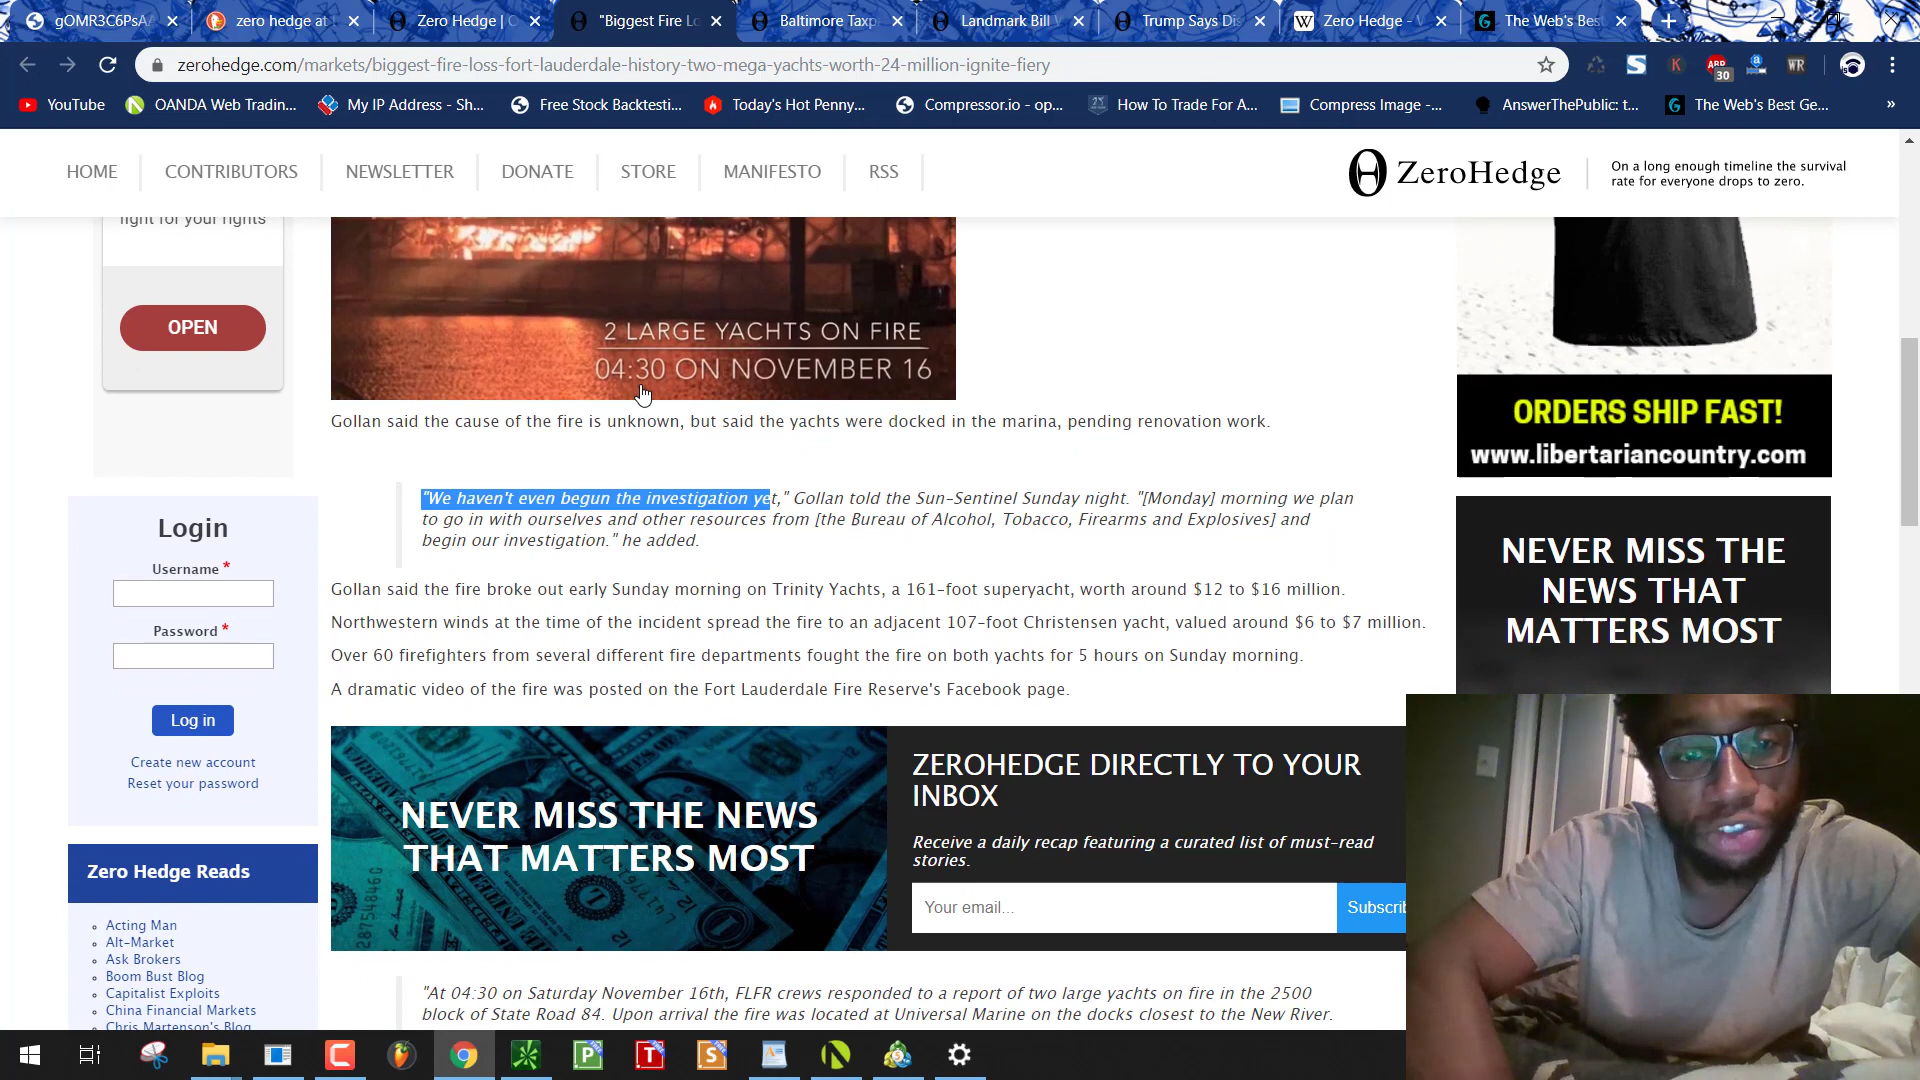 gOMR3C6PsA
zero hedge at
Zero Hedge | O
"Biggest Fire Lo
Baltimore Taxp
Landmark Bill
Trump Says Di
Zero Hedge -
The Web's Bes
zerohedge.com/markets/biggest-fire-loss-fort-lauderdale-history-two-mega-yachts-worth-24-million-ignite-fiery
ABP
30
WR
YouTube
OANDA Web Tradin...
My IP Address - Sh...
Free Stock Backtesti...
Today's Hot Penny...
Compressor.io - op...
How To Trade For A...
Compress Image -...
AnswerThePublic: t...
The Web's Best Ge...
»
HOME
CONTRIBUTORS
NEWSLETTER
DONATE
STORE
MANIFESTO
RSS
ZeroHedge
On a long enough timeline the survival
rate for everyone drops to zero.
fight for your rights
OPEN
2 LARGE YACHTS ON FIRE
04:30 ON NOVEMBER 16
ORDERS SHIP FAST!
www.libertariancountry.com
Gollan said the cause of the fire is unknown, but said the yachts were docked in the marina, pending renovation work.
"We haven't even begun the investigation yet," Gollan told the Sun-Sentinel Sunday night. "[Monday] morning we plan
to go in with ourselves and other resources from [the Bureau of Alcohol, Tobacco, Firearms and Explosives] and
begin our investigation." he added.
Gollan said the fire broke out early Sunday morning on Trinity Yachts, a 161-foot superyacht, worth around $12 to $16 million.
Northwestern winds at the time of the incident spread the fire to an adjacent 107-foot Christensen yacht, valued around $6 to $7 million.
Over 60 firefighters from several different fire departments fought the fire on both yachts for 5 hours on Sunday morning.
A dramatic video of the fire was posted on the Fort Lauderdale Fire Reserve's Facebook page.
NEVER MISS THE
NEWS THAT
MATTERS MOST
Login
Username *
Password *
Log in
Create new account
Reset your password
NEVER MISS THE NEWS
THAT MATTERS MOST
ZEROHEDGE DIRECTLY TO YOUR
INBOX
Receive a daily recap featuring a curated list of must-read
stories.
Your email...
Subscrib
Zero Hedge Reads
Acting Man
Alt-Market
Ask Brokers
Boom Bust Blog
Capitalist Exploits
China Financial Markets
Chris Martenson's Blog
"At 04:30 on Saturday November 16th, FLFR crews responded to a report of two large yachts on fire in the 2500
block of State Road 84. Upon arrival the fire was located at Universal Marine on the docks closest to the New River.